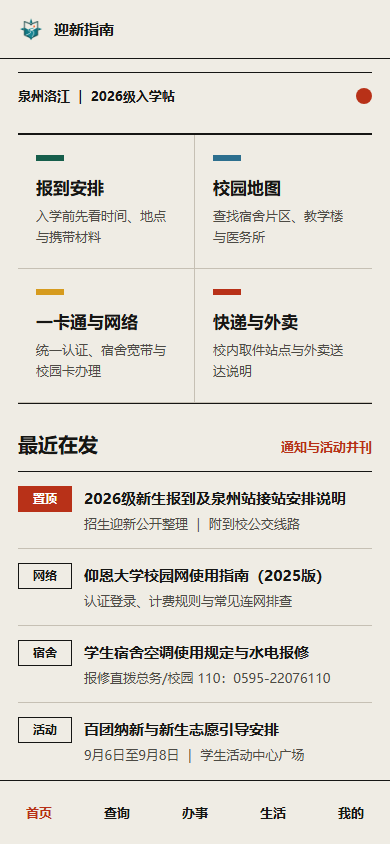 迎新指南
泉州洛江 | 2026级入学帖
报到安排
入学前先看时间、地点
与携带材料
校园地图
查找宿舍片区、教学楼
与医务所
一卡通与网络
统一认证、宿舍宽带与
校园卡办理
快递与外卖
校内取件站点与外卖送
达说明
最近在发
通知与活动并刊
置顶
2026级新生报到及泉州站接站安排说明
招生迎新公开整理 | 附到校公交线路
网络
仰恩大学校园网使用指南（2025版）
认证登录、计费规则与常见连网排查
宿舍
学生宿舍空调使用规定与水电报修
报修直拨总务/校园 110：0595-22076110
活动
百团纳新与新生志愿引导安排
9月6日至9月8日 | 学生活动中心广场
首页
查询
办事
生活
我的